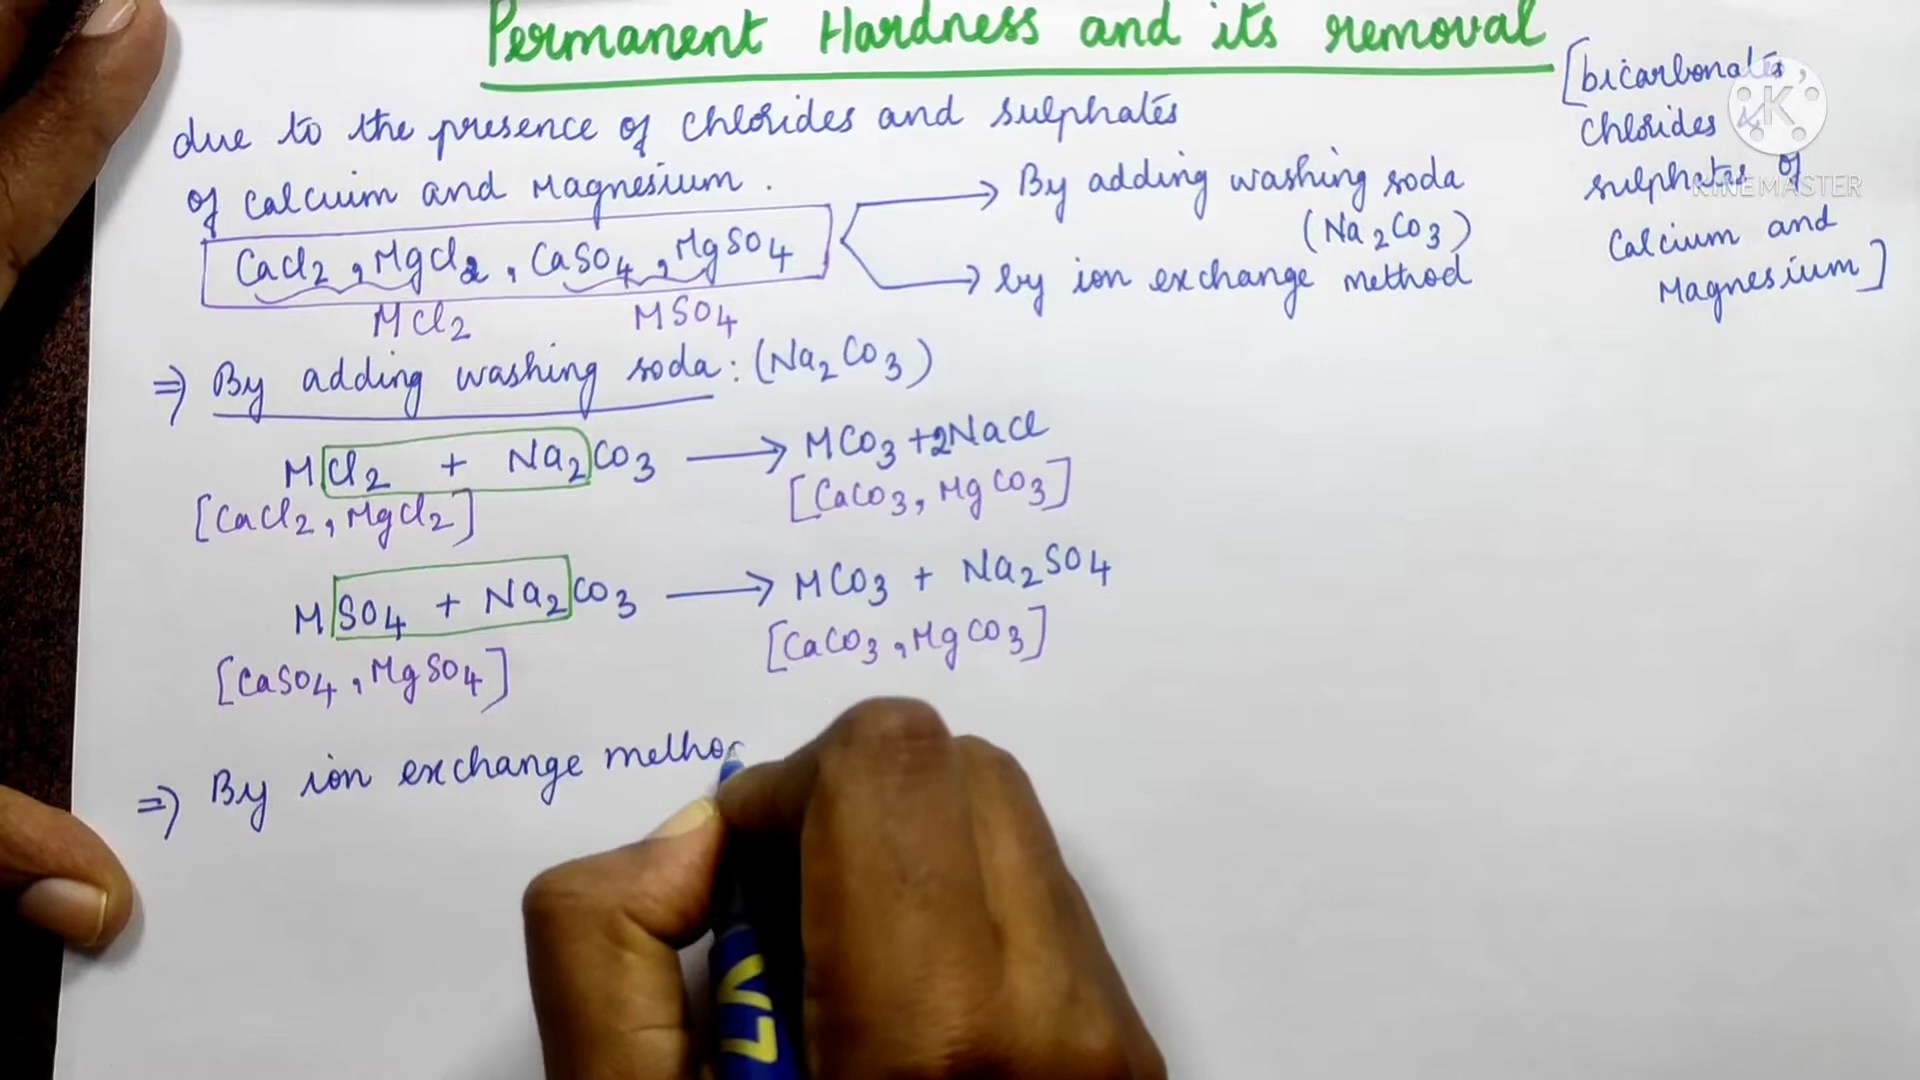 Permanent Hardness and its removal
due to the presence of chlorides and sulphates
of calcuim and Magnesium.
CaCl2, MgCl2, CaSO4, MgSO4
MCl2 MSO4
By adding washing soda
(Na2CO3)
by ion exchange method
[bicarbonates,
chlorides &
sulphates of
Calcium and
Magnesium]
KINEMASTER
⇒ By adding washing soda: (Na2CO3)
MCl2 + Na2CO3 → MCO3 + 2NaCl
[CaCl2, MgCl2] [CaCO3, MgCO3]
MSO4 + Na2CO3 → MCO3 + Na2SO4
[CaSO4, MgSO4] [CaCO3, MgCO3]
⇒ By ion exchange metho
V7